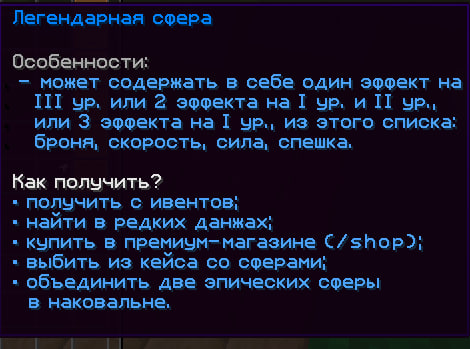 Легендарная сфера
Особенности:
– может содержать в себе один эффект на
III ур. или 2 эффекта на I ур. и II ур.,
или 3 эффекта на I ур., из этого списка:
броня, скорость, сила, спешка.
Как получить?
• получить с ивентов;
• найти в редких данжах;
• купить в премиум-магазине (/shop);
• выбить из кейса со сферами;
• объединить две эпических сферы
в наковальне.